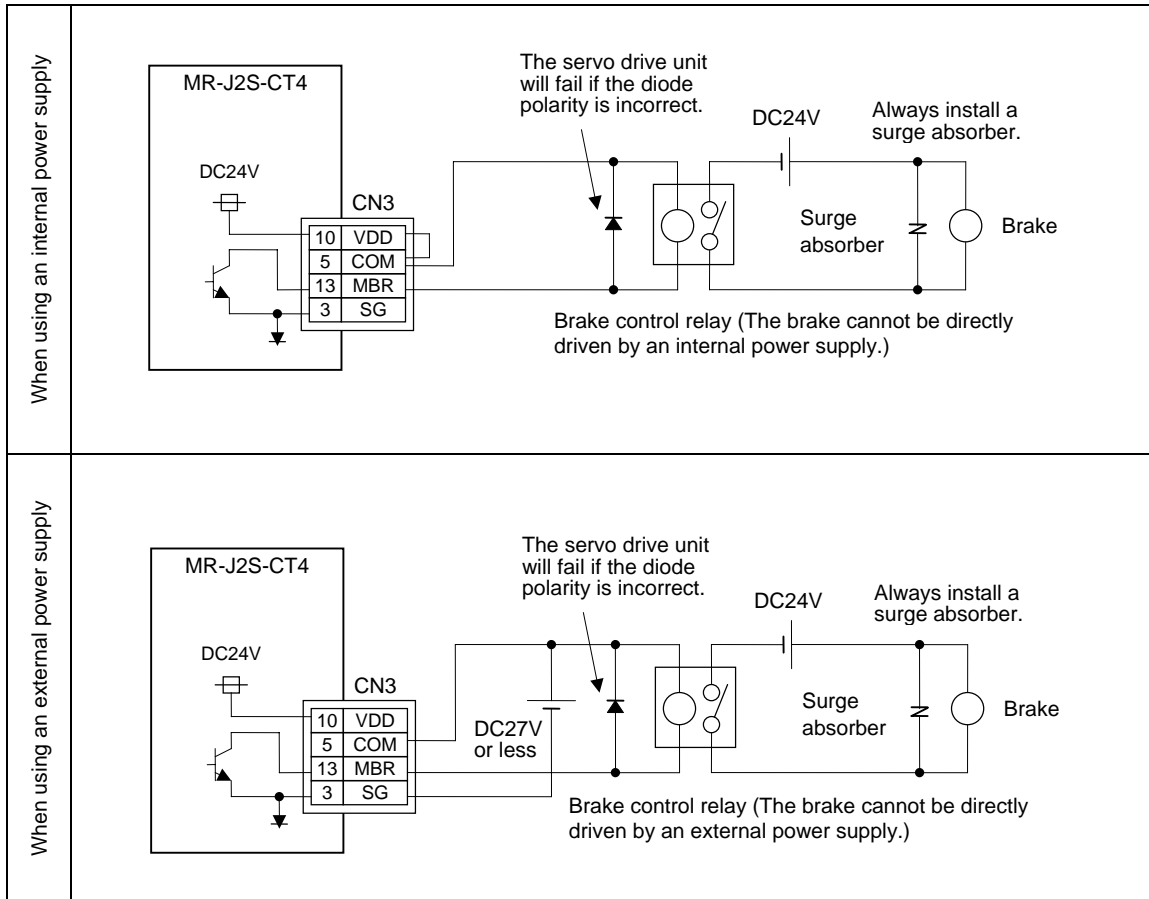 When using an internal power supply
MR-J2S-CT4
DC24V
CN3
10 VDD
5 COM
13 MBR
3 SG
The servo drive unit
will fail if the diode
polarity is incorrect.
DC24V
Always install a
surge absorber.
Surge
absorber
Brake
Brake control relay (The brake cannot be directly
driven by an internal power supply.)
When using an external power supply
MR-J2S-CT4
DC24V
CN3
10 VDD
5 COM
13 MBR
3 SG
The servo drive unit
will fail if the diode
polarity is incorrect.
DC27V
or less
DC24V
Always install a
surge absorber.
Surge
absorber
Brake
Brake control relay (The brake cannot be directly
driven by an external power supply.)